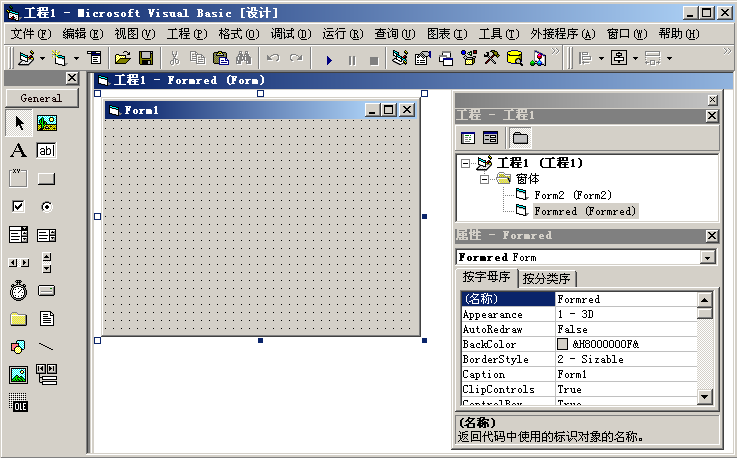 工程1 - Microsoft Visual Basic [设计]
文件(F) 编辑(E) 视图(V) 工程(P) 格式(O) 调试(D) 运行(R) 查询(U) 图表(I) 工具(T) 外接程序(A) 窗口(W) 帮助(H)
General
A
ab
xv
OLE
工程1 - Formred (Form)
Form1
工程 - 工程1
工程1 (工程1)
窗体
Form2 (Form2)
Formred (Formred)
属性 - Formred
Formred Form
按字母序 按分类序
(名称) Formred
Appearance 1 - 3D
AutoRedraw False
BackColor &H8000000F&
BorderStyle 2 - Sizable
Caption Form1
ClipControls True
ControlBox True
(名称)
返回代码中使用的标识对象的名称。